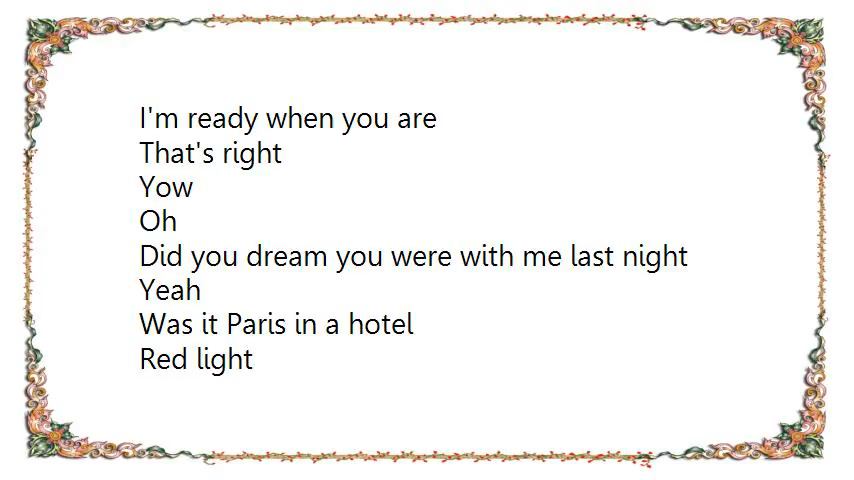 I'm ready when you are
That's right
Yow
Oh
Did you dream you were with me last night
Yeah
Was it Paris in a hotel
Red light